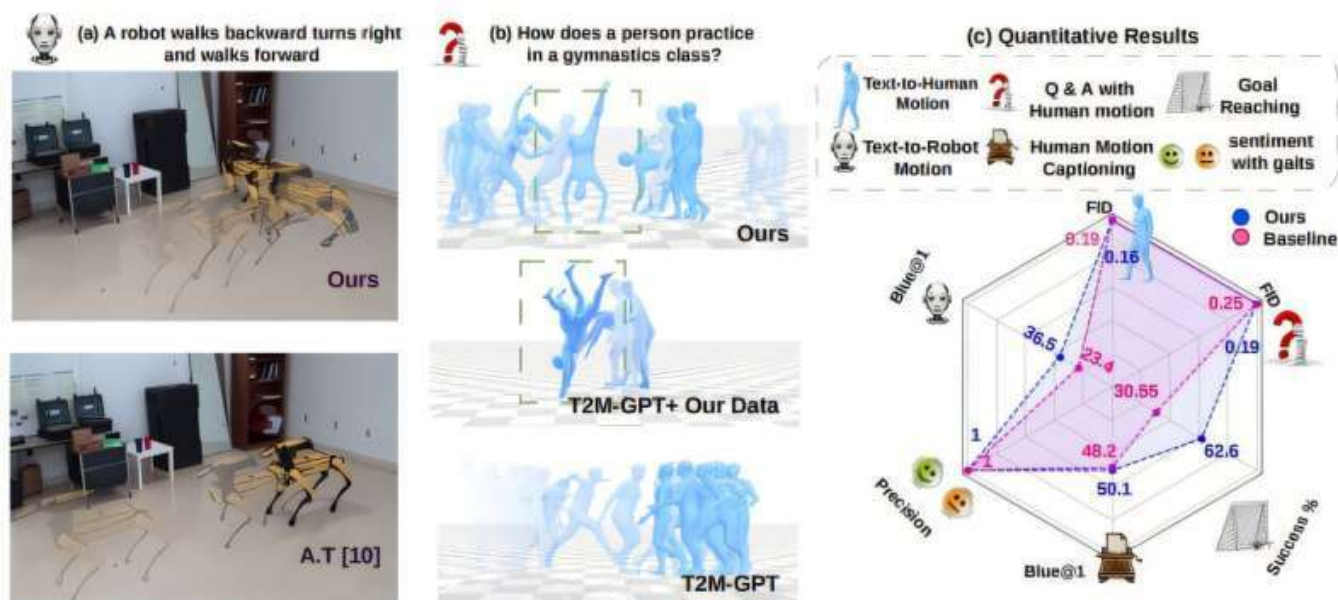 (a) A robot walks backward turns right
and walks forward
Ours
A.T [10]
(b) How does a person practice
in a gymnastics class?
Ours
T2M-GPT+ Our Data
T2M-GPT
(c) Quantitative Results
Text-to-Human
Motion
Q & A with
Human motion
Goal
Reaching
Text-to-Robot
Motion
Human Motion
Captioning
sentiment
with gaits
Ours
Baseline
FID
0.19
0.16
FID
0.25
0.19
Blue@1
36.5
23.4
30.55
62.6
Success %
48.2
50.1
Blue@1
1
1
Precision